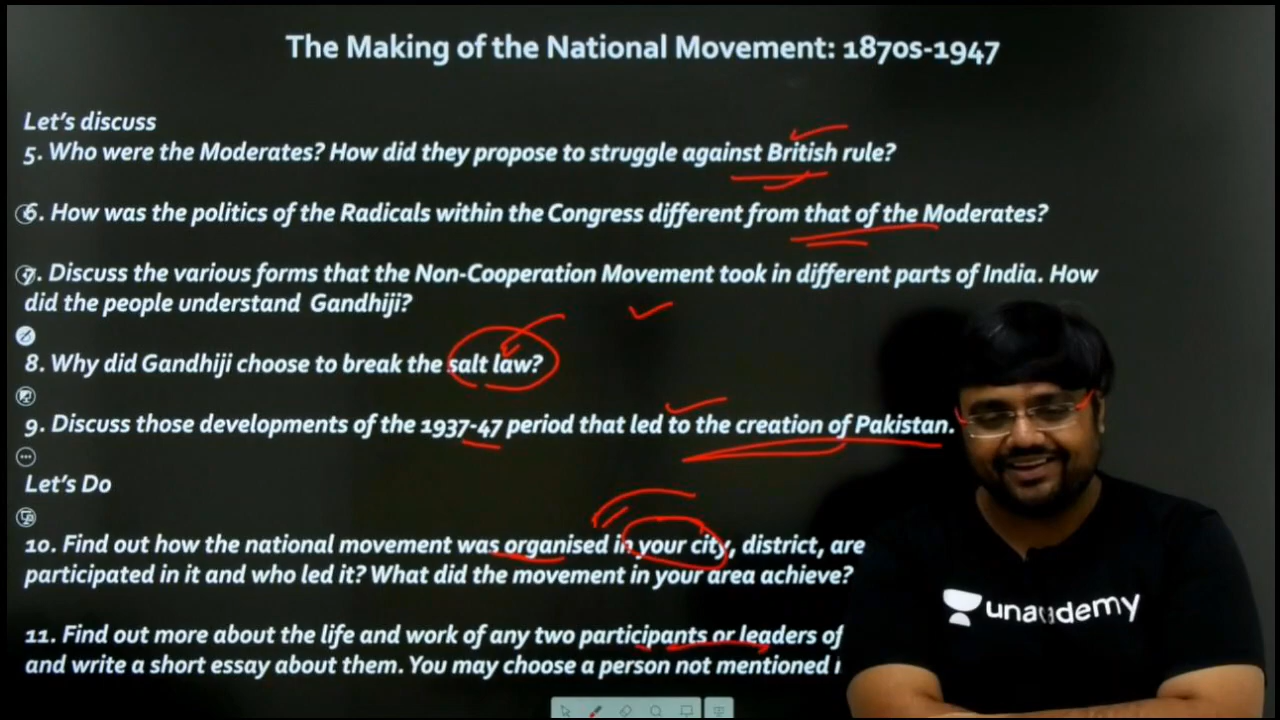 The Making of the National Movement: 1870s-1947
Let's discuss
5. Who were the Moderates? How did they propose to struggle against British rule?
6. How was the politics of the Radicals within the Congress different from that of the Moderates?
7. Discuss the various forms that the Non-Cooperation Movement took in different parts of India. How
did the people understand Gandhiji?
8. Why did Gandhiji choose to break the salt law?
9. Discuss those developments of the 1937-47 period that led to the creation of Pakistan.
Let's Do
10. Find out how the national movement was organised in your city, district, are
participated in it and who led it? What did the movement in your area achieve?
11. Find out more about the life and work of any two participants or leaders of
and write a short essay about them. You may choose a person not mentioned
unacademy